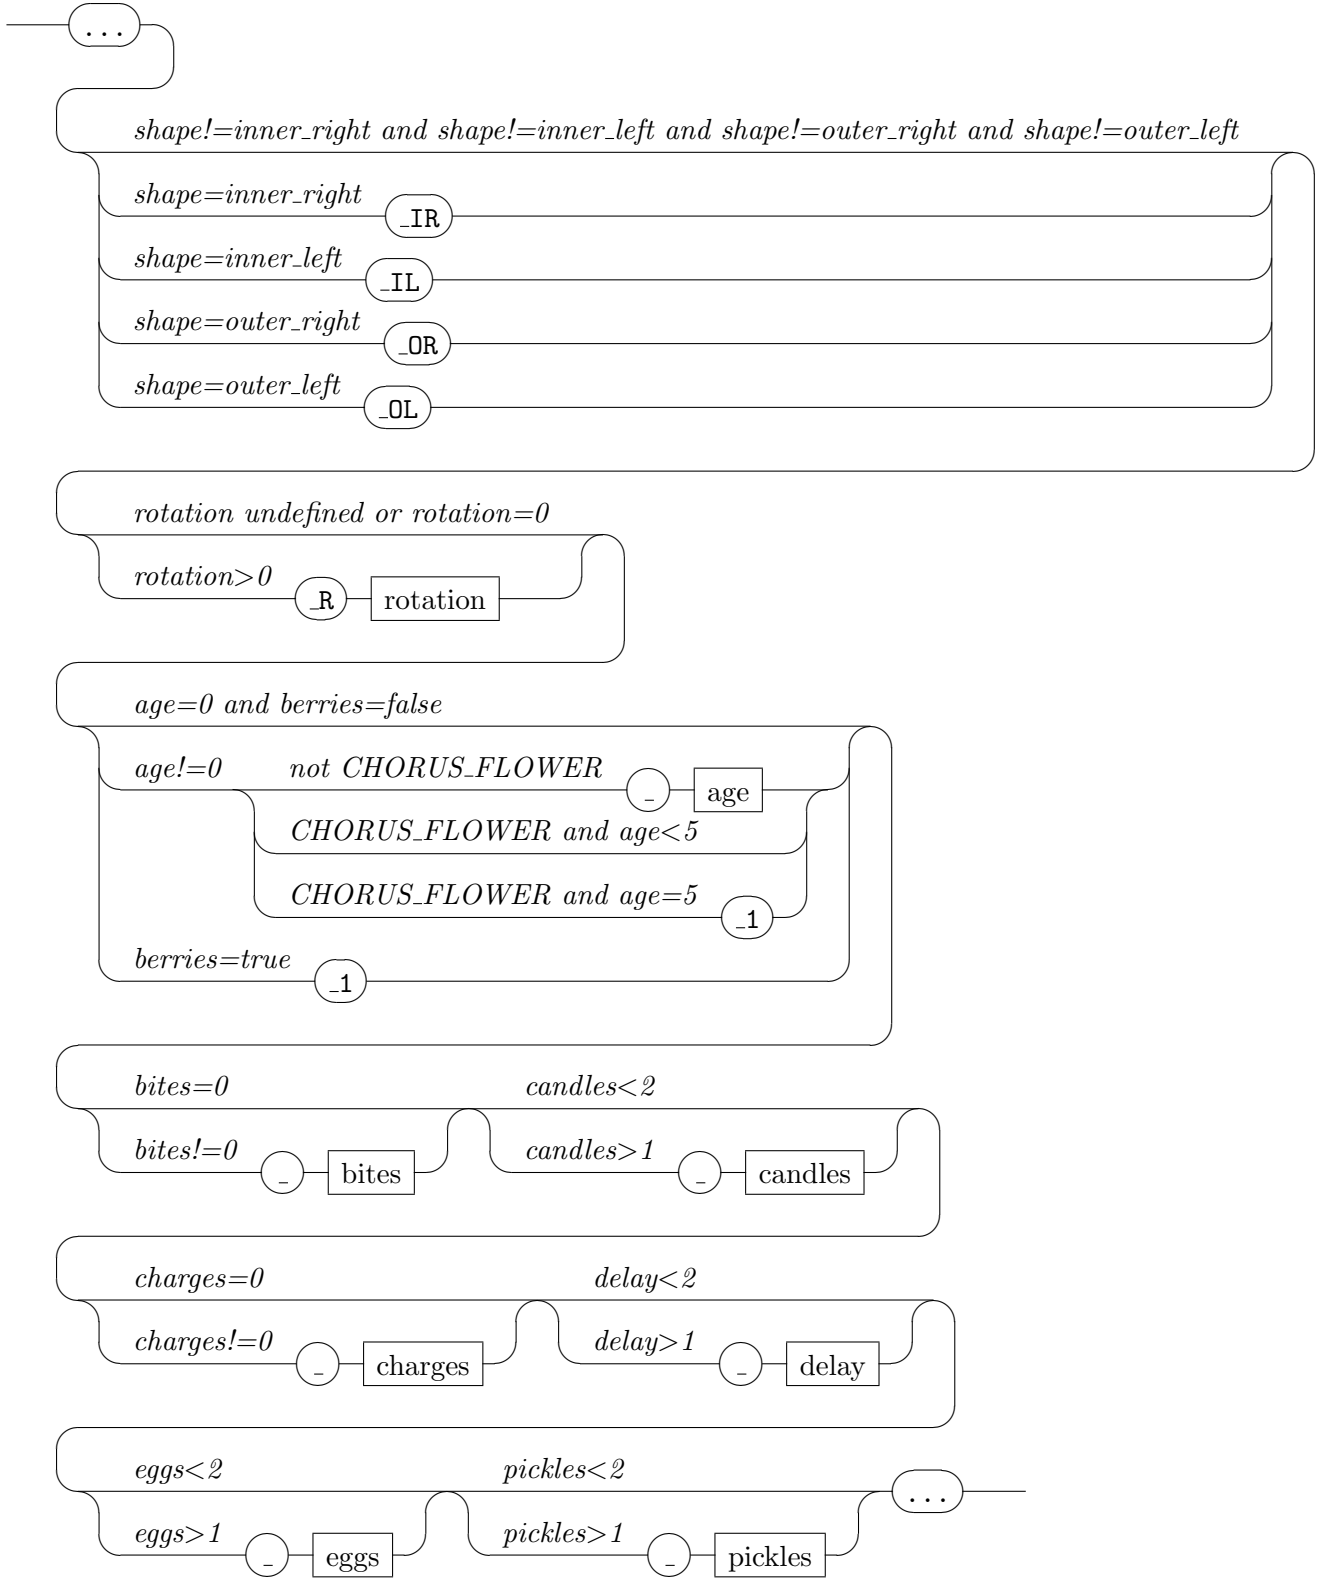 ...
shape!=inner_right and shape!=inner_left and shape!=outer_right and shape!=outer_left
shape=inner_right _IR
shape=inner_left _IL
shape=outer_right _OR
shape=outer_left _OL
rotation undefined or rotation=0
rotation>0 _R rotation
age=0 and berries=false
age!=0 not CHORUS_FLOWER _ age
CHORUS_FLOWER and age<5
CHORUS_FLOWER and age=5 _1
berries=true _1
bites=0 candles<2
bites!=0 _ bites candles>1 _ candles
charges=0 delay<2
charges!=0 _ charges delay>1 _ delay
eggs<2 pickles<2 ...
eggs>1 _ eggs pickles>1 _ pickles